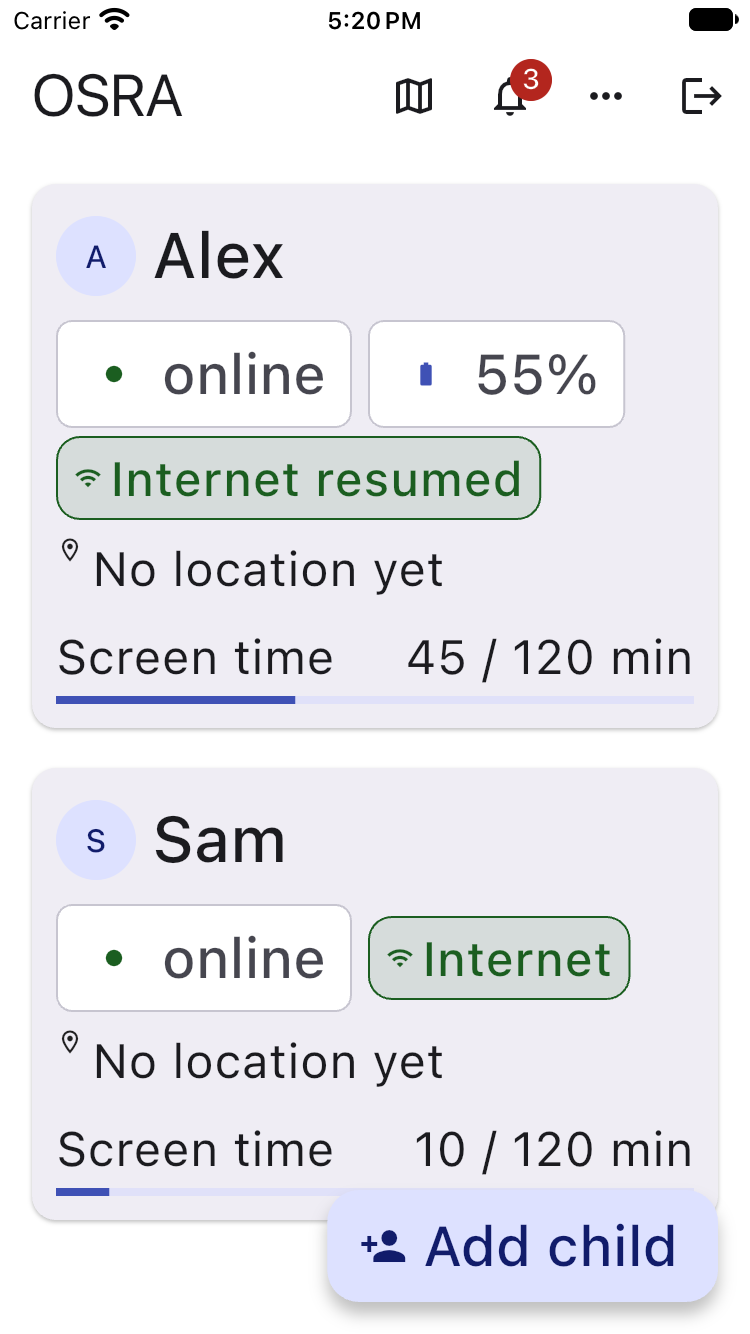 Carrier 5:20 PM
OSRA 3
A Alex
online 55%
Internet resumed
No location yet
Screen time 45 / 120 min
S Sam
online Internet
No location yet
Screen time 10 / 120 min
Add child